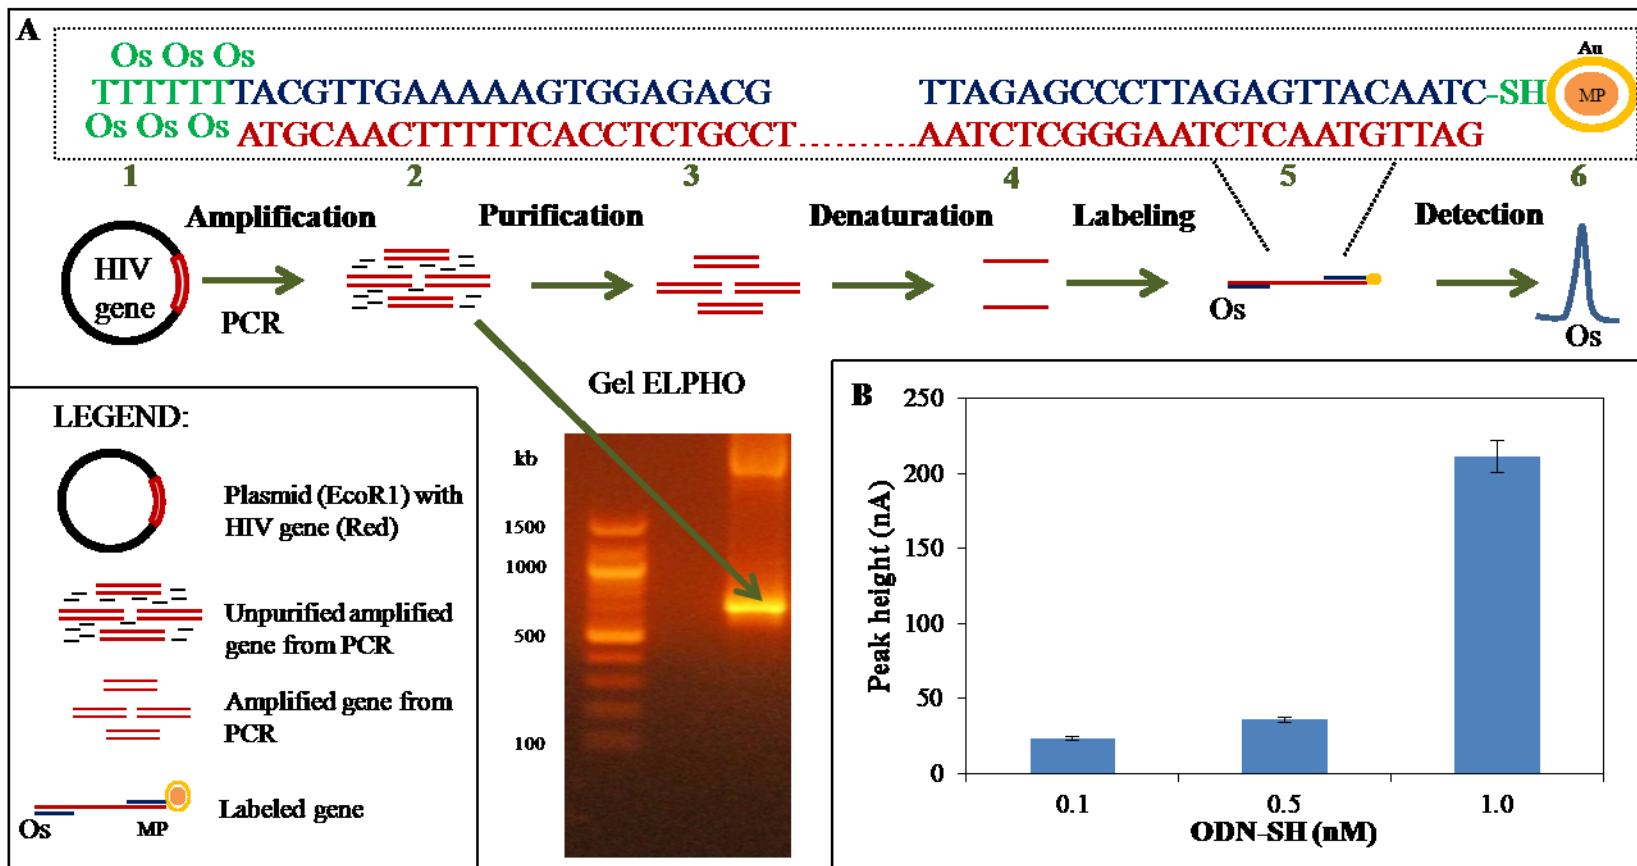 A
Os Os Os
TTTTTTTACGTTGAAAAAGTGGAGACG TTAGAGCCCTTAGAGTTACAATC-SH Au MP
Os Os Os
ATGCAACTTTTTCACCTCTGCCT..........AATCTCGGGAATCTCAATGTTAG
1 2 3 4 5 6
Amplification Purification Denaturation Labeling Detection
HIV
gene
PCR
Os
Os
Gel ELPHO
kb
1500
1000
500
100
LEGEND:
Plasmid (EcoR1) with
HIV gene (Red)
Unpurified amplified
gene from PCR
Amplified gene from
PCR
Labeled gene
Os
MP
B
Peak height (nA)
250
200
150
100
50
0
0.1 0.5 1.0
ODN-SH (nM)